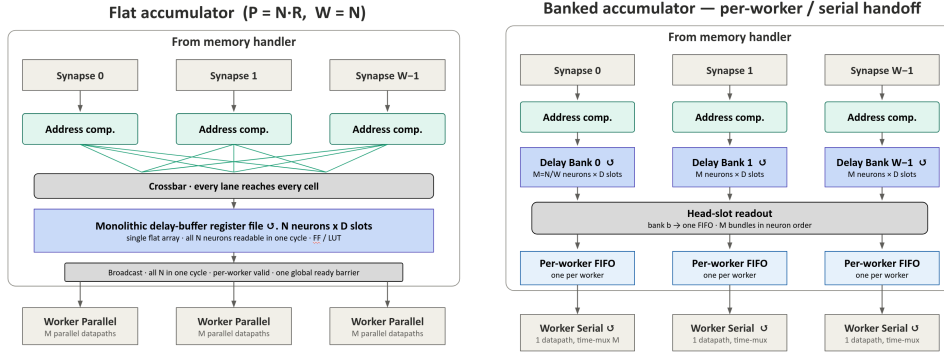 Flat accumulator (P = N·R, W = N)
From memory handler
Synapse 0
Synapse 1
Synapse W−1
Address comp.
Address comp.
Address comp.
Crossbar · every lane reaches every cell
Monolithic delay-buffer register file ↺. N neurons x D slots
single flat array · all N neurons readable in one cycle · FF / LUT
Broadcast · all N in one cycle · per-worker valid · one global ready barrier
Worker Parallel
M parallel datapaths
Worker Parallel
M parallel datapaths
Worker Parallel
M parallel datapaths
Banked accumulator — per-worker / serial handoff
From memory handler
Synapse 0
Synapse 1
Synapse W−1
Address comp.
Address comp.
Address comp.
Delay Bank 0 ↺
M=N/W neurons × D slots
Delay Bank 1 ↺
M neurons × D slots
Delay Bank W−1 ↺
M neurons × D slots
Head-slot readout
bank b → one FIFO · M bundles in neuron order
Per-worker FIFO
one per worker
Per-worker FIFO
one per worker
Per-worker FIFO
one per worker
Worker Serial ↺
1 datapath, time-mux M
Worker Serial ↺
1 datapath, time-mux
Worker Serial ↺
1 datapath, time-mux